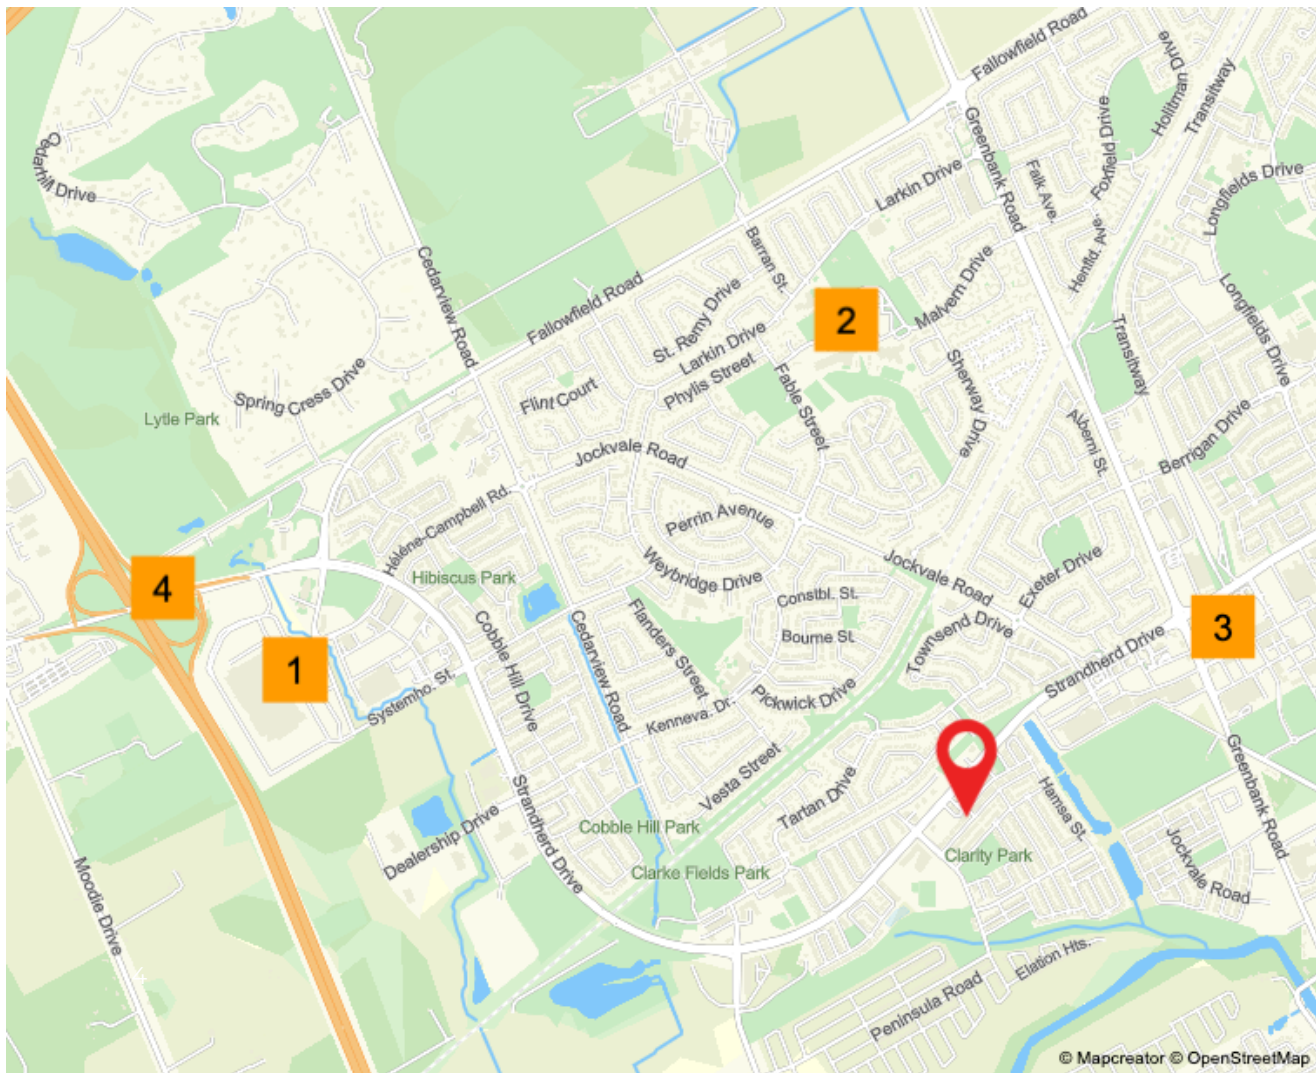 Fallowfield Road
Hollitman Drive
Transitway
Cedarhill Drive
Greenbank Road
Foxfield Drive
Falk Ave.
Larkin Drive
Longfields Drive
Cedarview Road
Barran St.
Henfld. Ave.
Malvern Drive
Fallowfield Road
St. Remy Drive
2
Longfields Drive
Transitway
Larkin Drive
Phylis Street
Sherway Drive
Spring Cress Drive
Flint Court
Fable Street
Lytle Park
Alberni St.
Berrigan Drive
Jockvale Road
Perrin Avenue
Hélène-Campbell Rd.
Weybridge Drive
Jockvale Road
Exeter Drive
4
Hibiscus Park
Constbl. St.
Flanders Street
Cedarview Road
Cobble Hill Drive
Bourne St.
Townsend Drive
3
1
Strandherd Drive
Systemho. St.
Pickwick Drive
Kenneva. Dr.
Vesta Street
Tartan Drive
Greenbank Road
Hamsa St.
Strandherd Drive
Dealership Drive
Cobble Hill Park
Clarity Park
Clarke Fields Park
Jockvale Road
Moodie Drive
Elation Hts.
Peninsula Road
© Mapcreator © OpenStreetMap